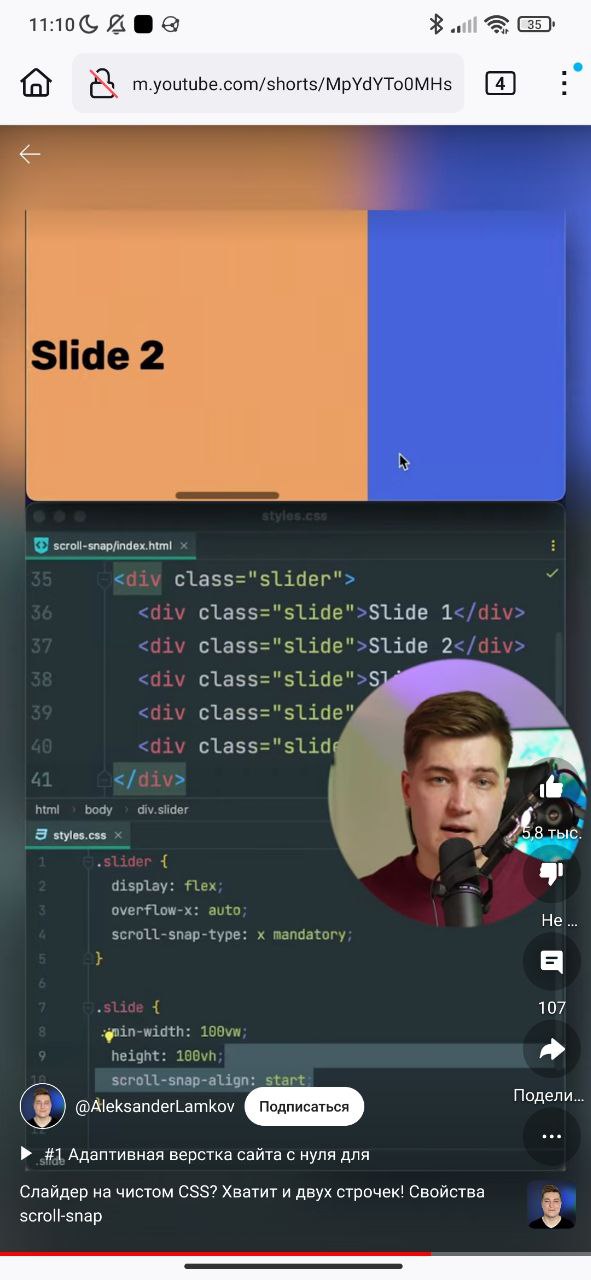 11:10
35
m.youtube.com/shorts/MpYdYTo0MHs
4
Slide 2
styles.css
scroll-snap/index.html
35 <div class="slider">
36 <div class="slide">Slide 1</div>
37 <div class="slide">Slide 2</div>
38 <div class="slide">Sl
39 <div class="slide"
40 <div class="slide
41 </div>
html body div.slider
styles.css
1 .slider {
2 display: flex;
3 overflow-x: auto;
4 scroll-snap-type: x mandatory;
5 }
6
7 .slide {
8 min-width: 100vw;
9 height: 100vh;
10 scroll-snap-align: start;
5,8 тыс.
Не ...
107
Подели...
@AleksanderLamkov
Подписаться
#1 Адаптивная верстка сайта с нуля для
.slide
Слайдер на чистом CSS? Хватит и двух строчек! Свойства
scroll-snap